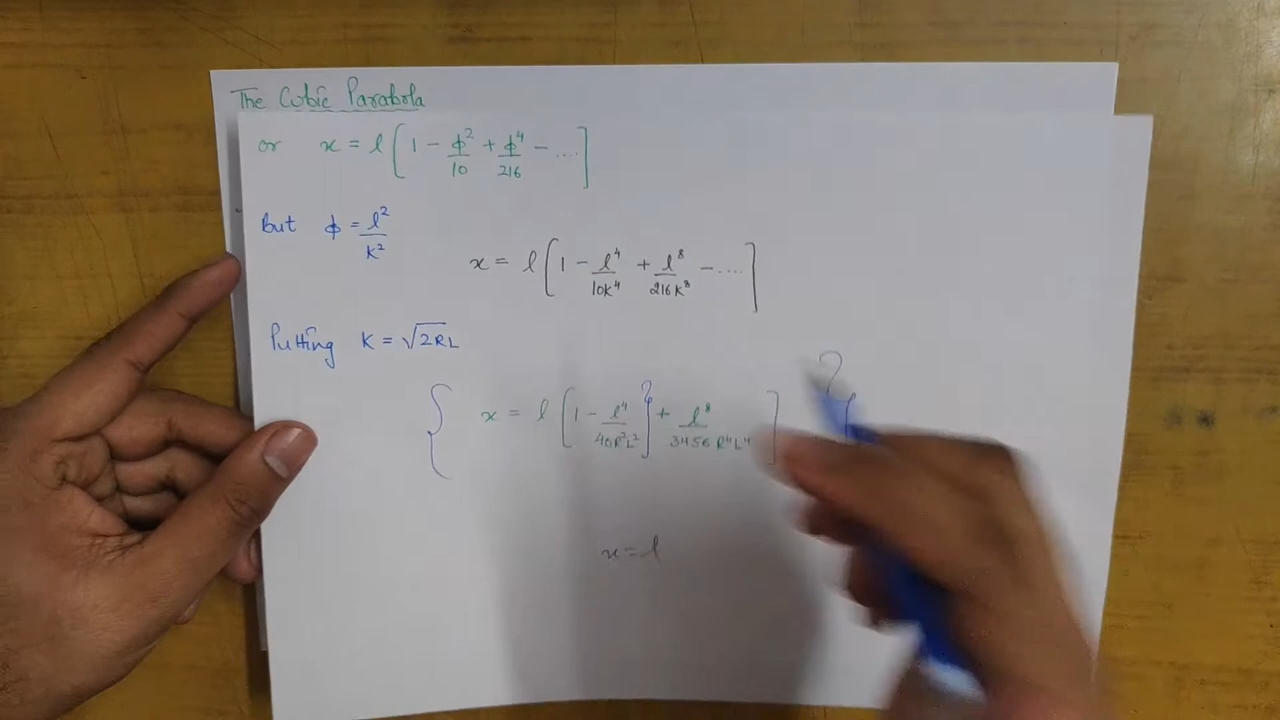 The Cubic Parabola
or x = l [1 - ϕ²/10 + ϕ⁴/216 - ....]
But ϕ = l²/K²
x = l [1 - l⁴/10K⁴ + l⁸/216K⁸ - ....]
Putting K = √2RL
{ x = l [1 - l⁴/40R²L²] + l⁸/3456R⁴L⁴ ] }
x = l